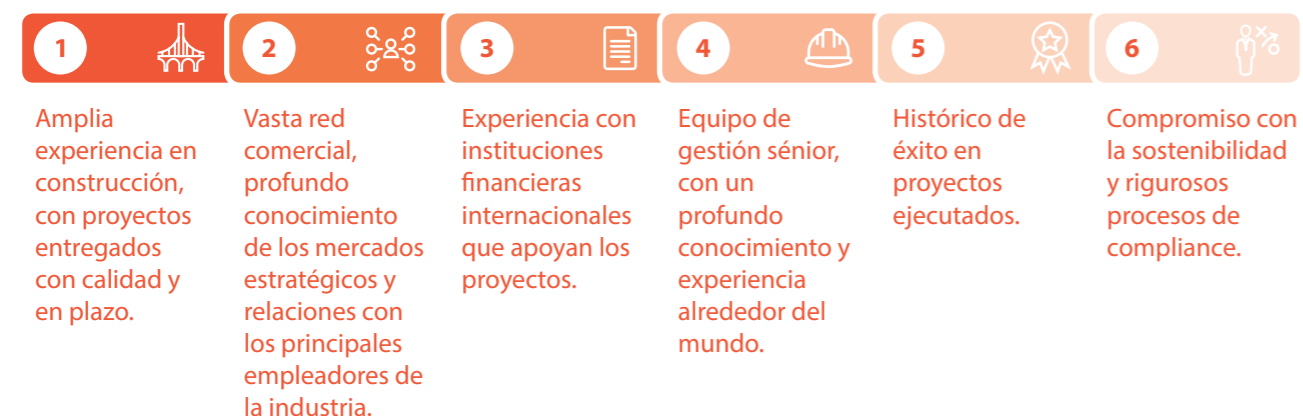 1
Amplia
experiencia en
construcción,
con proyectos
entregados
con calidad y
en plazo.
2
Vasta red
comercial,
profundo
conocimiento
de los mercados
estratégicos y
relaciones con
los principales
empleadores de
la industria.
3
Experiencia con
instituciones
financieras
internacionales
que apoyan los
proyectos.
4
Equipo de
gestión sénior,
con un
profundo
conocimiento y
experiencia
alrededor del
mundo.
5
Histórico de
éxito en
proyectos
ejecutados.
6
Compromiso con
la sostenibilidad
y rigurosos
procesos de
compliance.